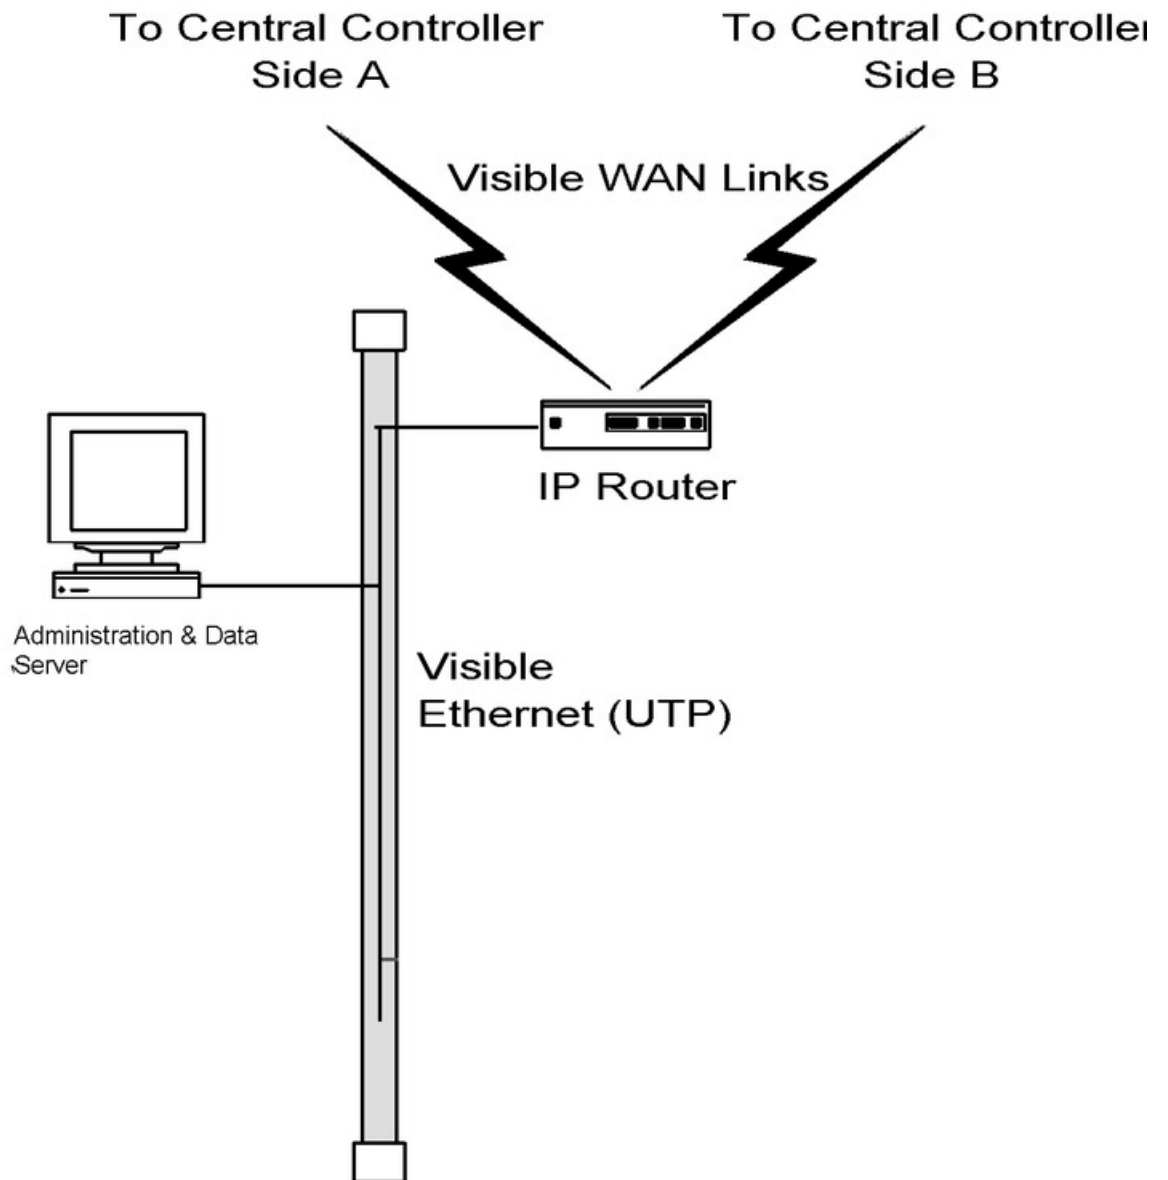 To Central Controller
Side A
To Central Controller
Side B
Visible WAN Links
IP Router
Administration & Data
Server
Visible
Ethernet (UTP)